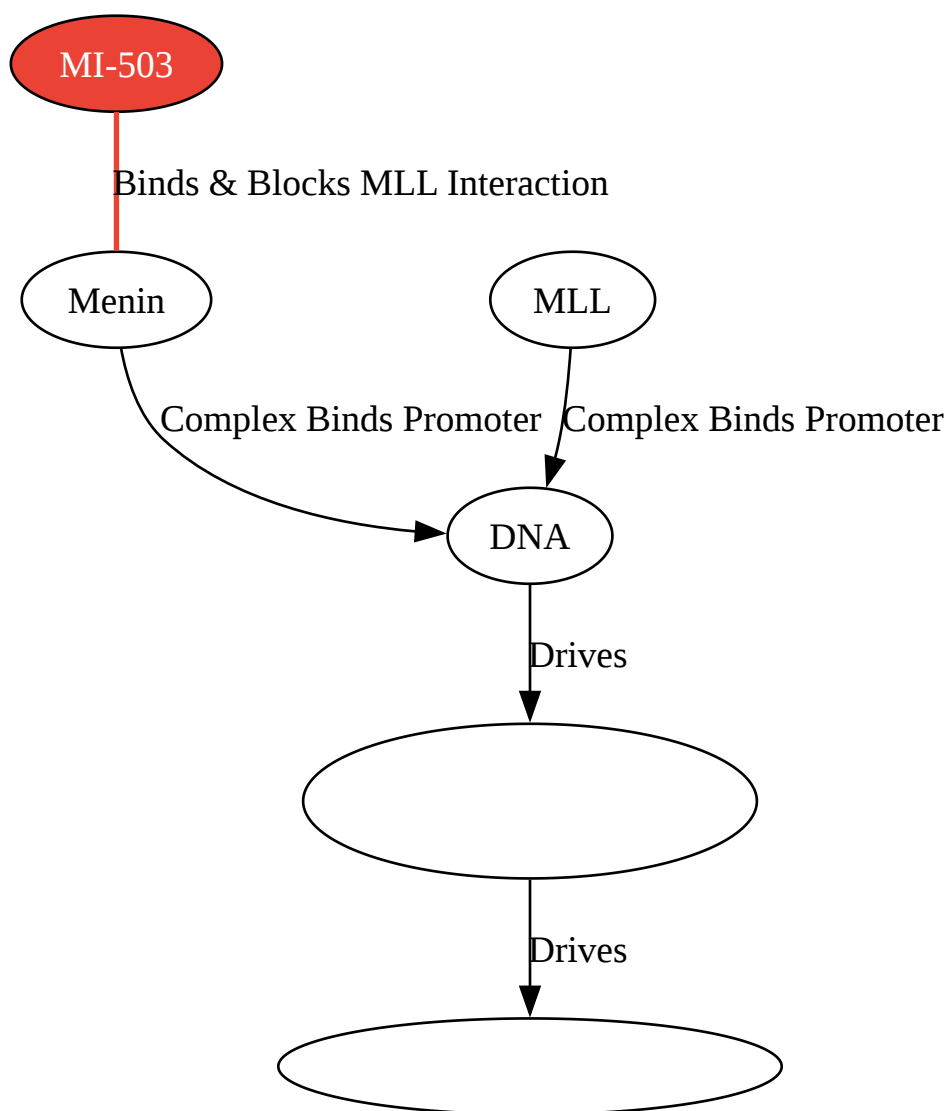 MI-503
Binds & Blocks MLL Interaction
Menin
MLL
Complex Binds Promoter
Complex Binds Promoter
DNA
Drives
Drives